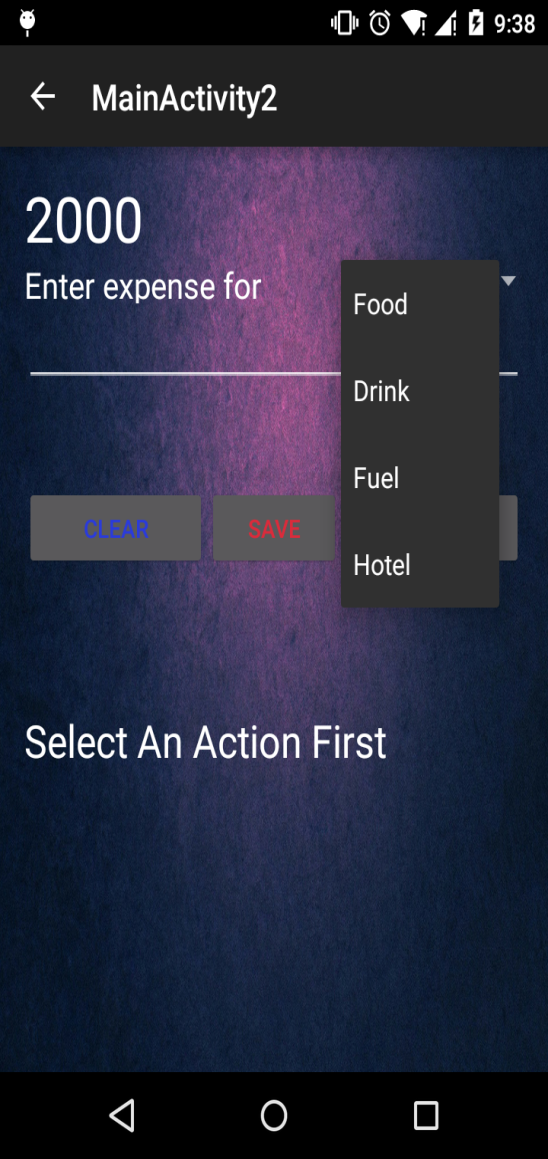 9:38
MainActivity2
2000
Enter expense for
Food
Drink
Fuel
Hotel
CLEAR
SAVE
Select An Action First